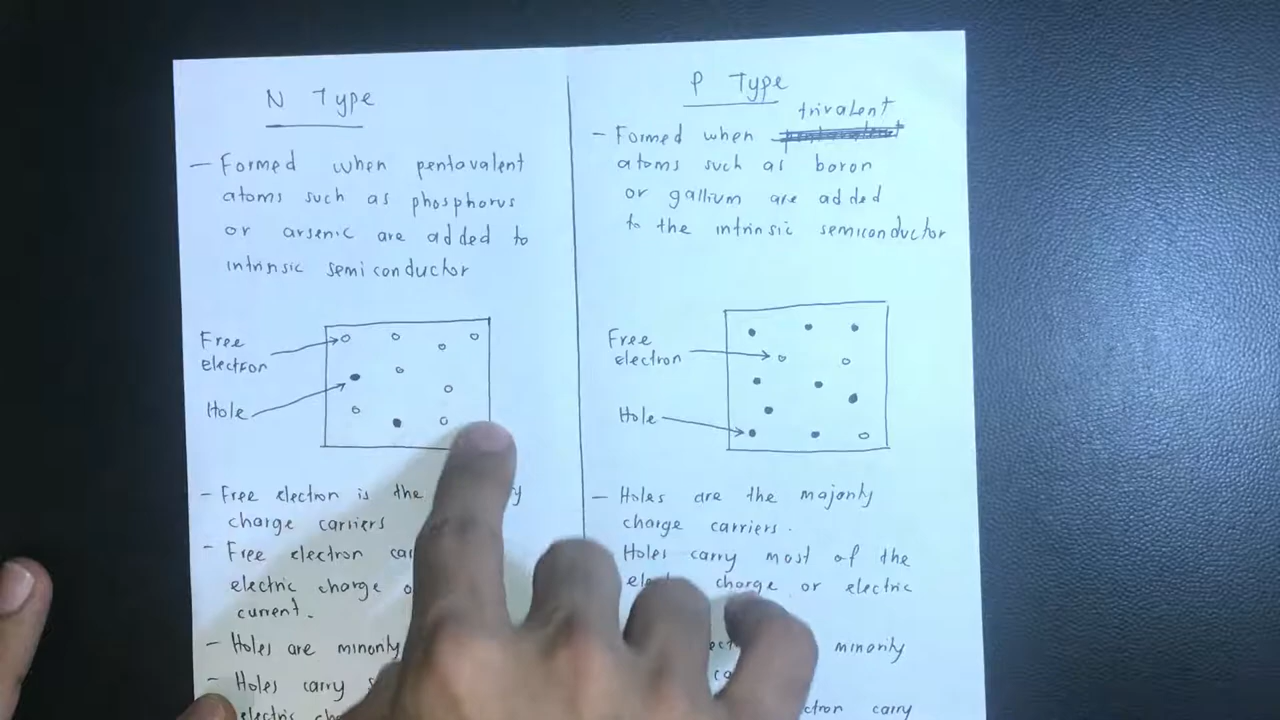 N Type
- Formed when pentavalent
atoms such as phosphorus
or arsenic are added to
intrinsic semiconductor
Free
electron
Hole
- Free electron is the
charge carriers
- Free electron
electric charge
current.
- Holes are minority
- Holes carry
electric
P Type
trivalent
- Formed when
atoms such as boron
or gallium are added
to the intrinsic semiconductor
Free
electron
Hole
- Holes are the majority
charge carriers.
Holes carry most of the
charge or electric
minority
carry